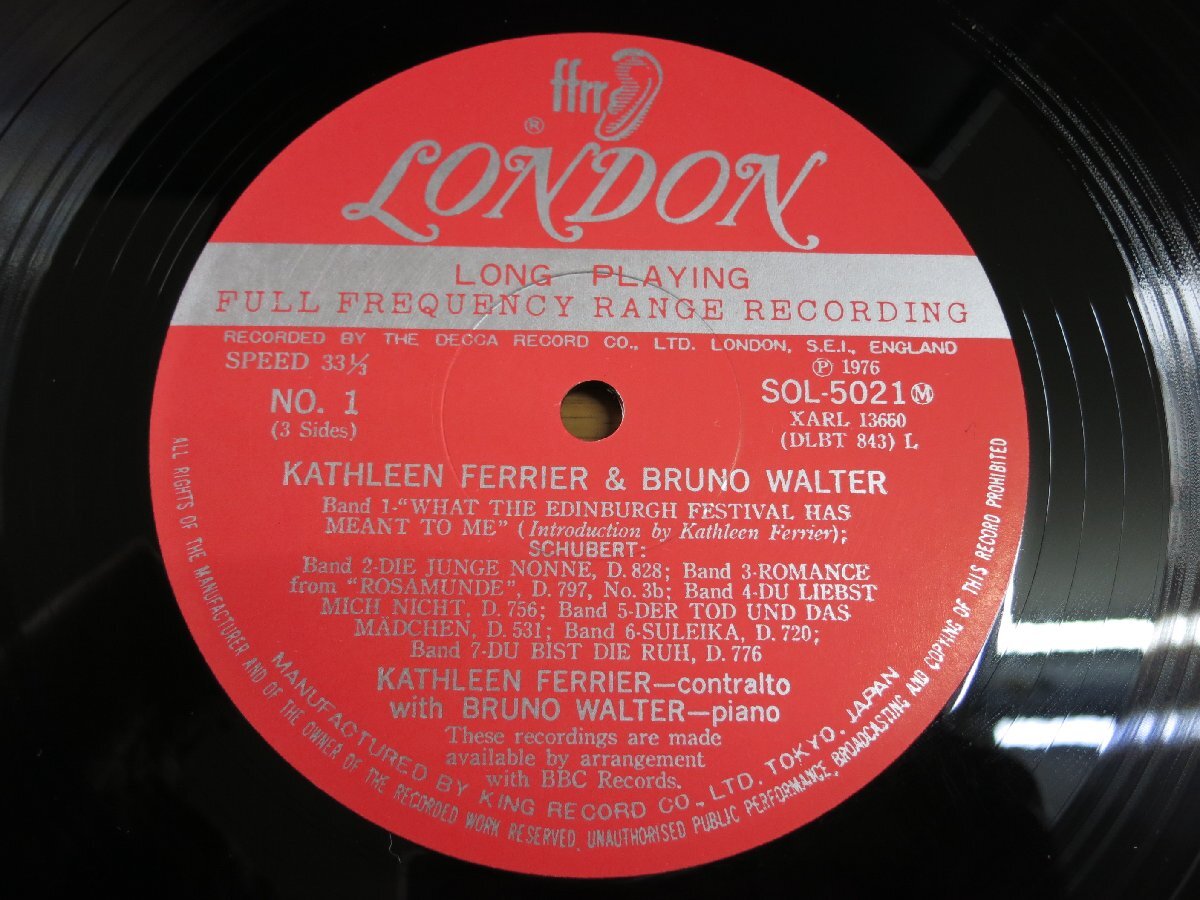 ffrr
®
LONDON
LONG PLAYING
FULL FREQUENCY RANGE RECORDING
RECORDED BY THE DECCA RECORD CO., LTD. LONDON, S.E.I., ENGLAND
SPEED 33⅓
℗ 1976
NO. 1
SOL-5021 Ⓜ
(3 Sides)
XARL 13660
(DLBT 843) L
KATHLEEN FERRIER & BRUNO WALTER
Band 1-“WHAT THE EDINBURGH FESTIVAL HAS
MEANT TO ME” (Introduction by Kathleen Ferrier);
SCHUBERT:
Band 2-DIE JUNGE NONNE, D. 828; Band 3-ROMANCE
from “ROSAMUNDE”, D. 797, No. 3b; Band 4-DU LIEBST
MICH NICHT, D. 756; Band 5-DER TOD UND DAS
MÄDCHEN, D. 531; Band 6-SULEIKA, D. 720;
Band 7-DU BIST DIE RUH, D. 776
KATHLEEN FERRIER—contralto
with BRUNO WALTER—piano
These recordings are made
available by arrangement
with BBC Records.
MANUFACTURED BY KING RECORD CO., LTD. TOKYO, JAPAN
ALL RIGHTS OF THE MANUFACTURER AND OF THE OWNER OF THE RECORDED WORK RESERVED. UNAUTHORISED PUBLIC PERFORMANCE, BROADCASTING AND COPYING OF THIS RECORD PROHIBITED